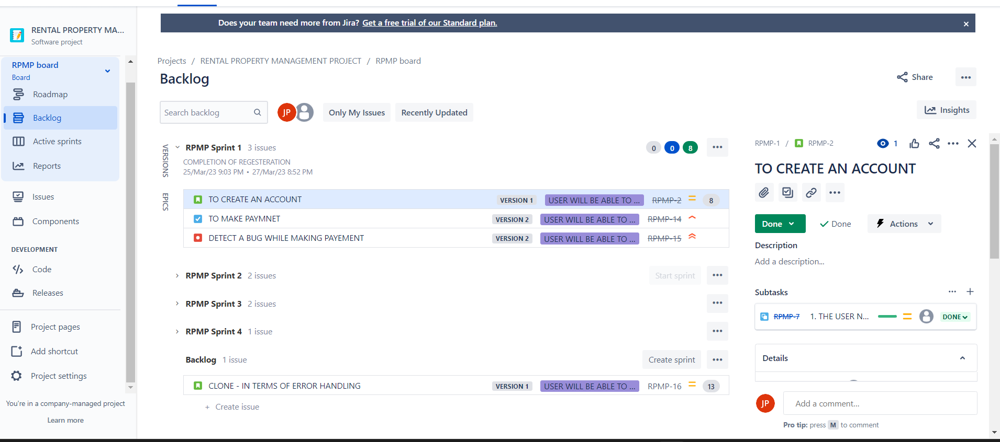 Does your team need more from Jira? Get a free trial of our Standard plan.
RENTAL PROPERTY MA...
Software project
RPMP board
Board
Roadmap
Backlog
Active sprints
Reports
Issues
Components
DEVELOPMENT
Code
Releases
Project pages
Add shortcut
Project settings
You're in a company-managed project
Learn more
Projects / RENTAL PROPERTY MANAGEMENT PROJECT / RPMP board
Backlog
Share
Search backlog
JP
Only My Issues
Recently Updated
Insights
VERSIONS
EPICS
RPMP Sprint 1 3 issues
0 0 8
COMPLETION OF REGESTERATION
25/Mar/23 9:03 PM • 27/Mar/23 8:52 PM
TO CREATE AN ACCOUNT VERSION 1 USER WILL BE ABLE TO ... RPMP-2 8
TO MAKE PAYMNET VERSION 2 USER WILL BE ABLE TO ... RPMP-14
DETECT A BUG WHILE MAKING PAYEMENT VERSION 2 USER WILL BE ABLE TO ... RPMP-15
RPMP Sprint 2 2 issues Start sprint
RPMP Sprint 3 2 issues
RPMP Sprint 4 1 issue
Backlog 1 issue Create sprint
CLONE - IN TERMS OF ERROR HANDLING VERSION 1 USER WILL BE ABLE TO ... RPMP-16 13
+ Create issue
RPMP-1 / RPMP-2 1
TO CREATE AN ACCOUNT
Done Done Actions
Description
Add a description...
Subtasks
RPMP-7 1. THE USER N... DONE
Details
JP Add a comment...
Pro tip: press M to comment